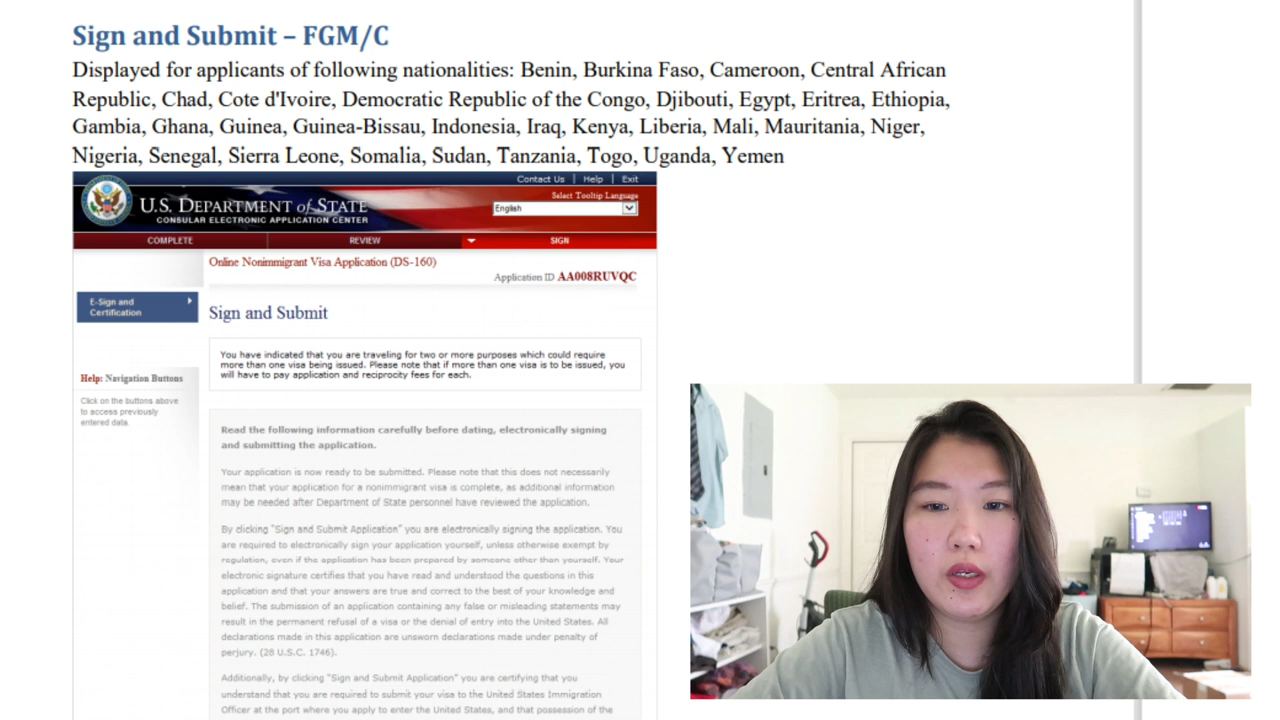 Sign and Submit – FGM/C
Displayed for applicants of following nationalities: Benin, Burkina Faso, Cameroon, Central African
Republic, Chad, Cote d'Ivoire, Democratic Republic of the Congo, Djibouti, Egypt, Eritrea, Ethiopia,
Gambia, Ghana, Guinea, Guinea-Bissau, Indonesia, Iraq, Kenya, Liberia, Mali, Mauritania, Niger,
Nigeria, Senegal, Sierra Leone, Somalia, Sudan, Tanzania, Togo, Uganda, Yemen
Contact Us | Help | Exit
Select Tooltip Language
English
U.S. DEPARTMENT of STATE
CONSULAR ELECTRONIC APPLICATION CENTER
COMPLETE REVIEW SIGN
Online Nonimmigrant Visa Application (DS-160)
Application ID AA008RUVQC
E-Sign and
Certification
Sign and Submit
You have indicated that you are traveling for two or more purposes which could require
more than one visa being issued. Please note that if more than one visa is to be issued, you
will have to pay application and reciprocity fees for each.
Help: Navigation Buttons
Click on the buttons above
to access previously
entered data.
Read the following information carefully before dating, electronically signing
and submitting the application.
Your application is now ready to be submitted. Please note that this does not necessarily
mean that your application for a nonimmigrant visa is complete, as additional information
may be needed after Department of State personnel have reviewed the application.
By clicking "Sign and Submit Application" you are electronically signing the application. You
are required to electronically sign your application yourself, unless otherwise exempt by
regulation, even if the application has been prepared by someone other than yourself. Your
electronic signature certifies that you have read and understood the questions in this
application and that your answers are true and correct to the best of your knowledge and
belief. The submission of an application containing any false or misleading statements may
result in the permanent refusal of a visa or the denial of entry into the United States. All
declarations made in this application are unsworn declarations made under penalty of
perjury. (28 U.S.C. 1746).
Additionally, by clicking "Sign and Submit Application" you are certifying that you
understand that you are required to submit your visa to the United States Immigration
Officer at the port where you apply to enter the United States, and that possession of the